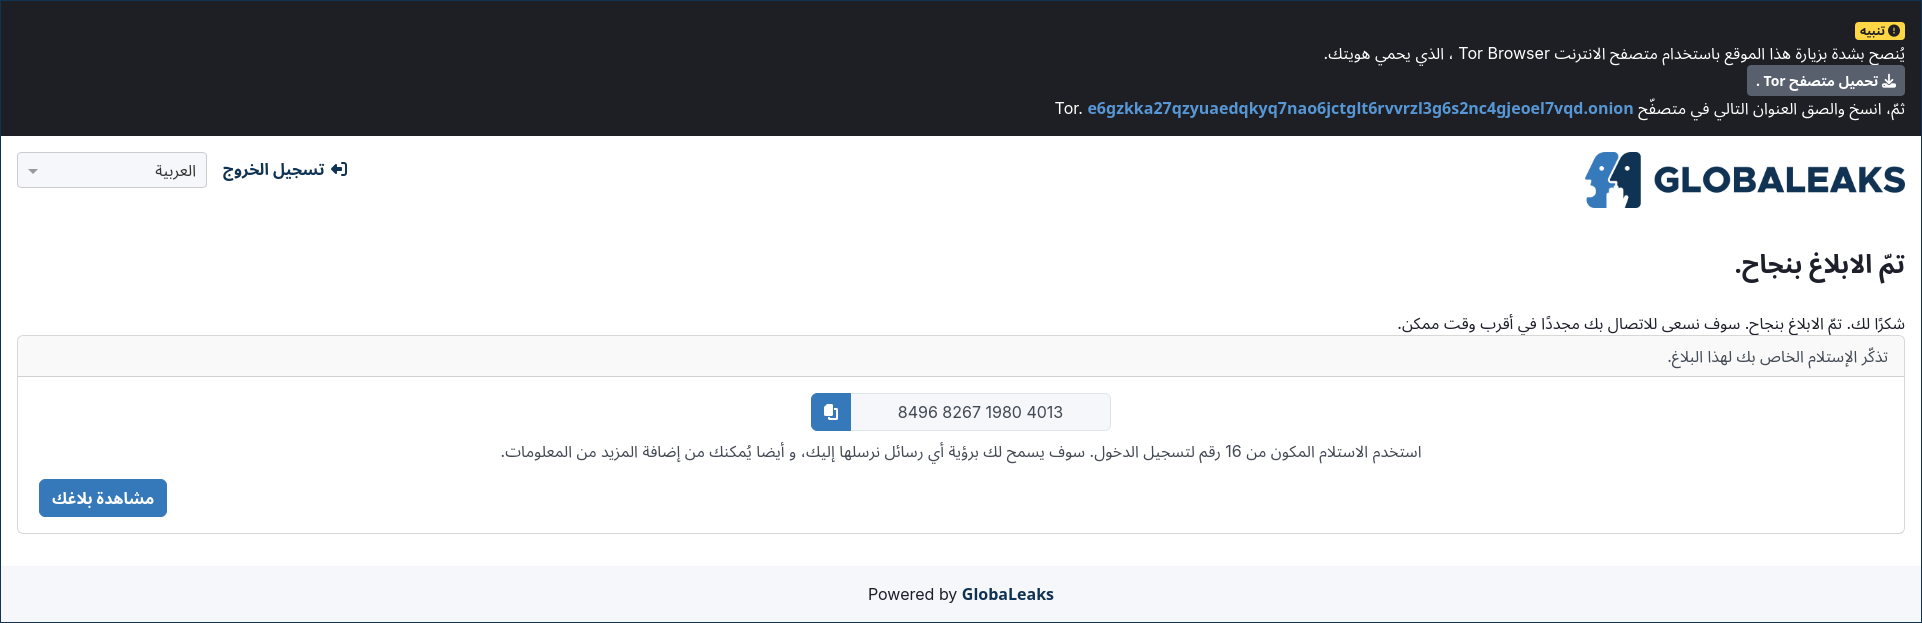 تنبيه
يُنصح بشدة بزيارة هذا الموقع باستخدام متصفح الانترنت Tor Browser ، الذي يحمي هويتك.
تحميل متصفح Tor .
ثمّ، انسخ والصق العنوان التالي في متصفّح e6gzkka27qzyuaedqkyq7nao6jctglt6rvvrzl3g6s2nc4gjeoel7vqd.onion Tor.
GLOBALEAKS
تسجيل الخروج
العربية
تمّ الابلاغ بنجاح.
شكرًا لك. تمّ الابلاغ بنجاح. سوف نسعى للاتصال بك مجددًا في أقرب وقت ممكن.
تذكّر الإستلام الخاص بك لهذا البلاغ.
8496 8267 1980 4013
استخدم الاستلام المكون من 16 رقم لتسجيل الدخول. سوف يسمح لك برؤية أي رسائل نرسلها إليك، و أيضا يُمكنك من إضافة المزيد من المعلومات.
مشاهدة بلاغك
Powered by GlobaLeaks